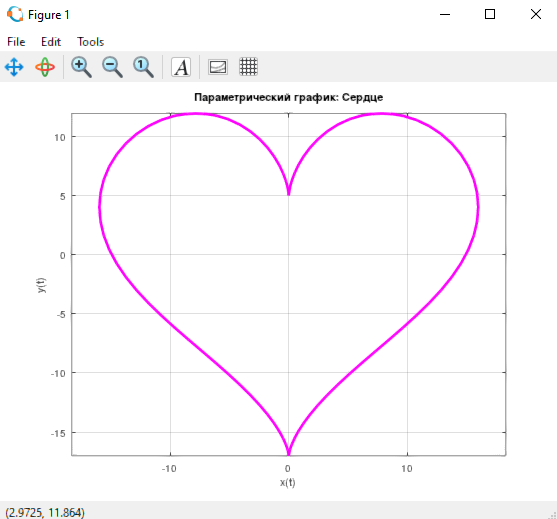 Figure 1
File Edit Tools
1 A
Параметрический график: Сердце
10
5
0
-5
-10
-15
y(t)
-10 0 10
x(t)
(2.9725, 11.864)